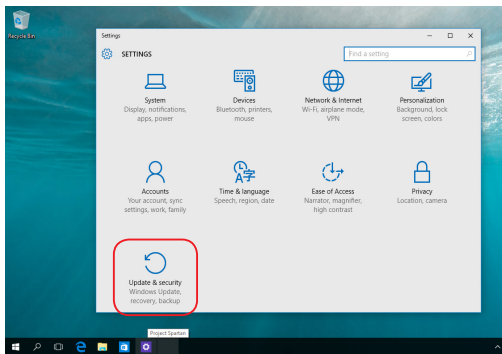 Recycle Bin
Settings
SETTINGS
Find a setting
System
Display, notifications,
apps, power
Devices
Bluetooth, printers,
mouse
Network & Internet
Wi-Fi, airplane mode,
VPN
Personalization
Background, lock
screen, colors
Accounts
Your account, sync
settings, work, family
Time & language
Speech, region, date
Ease of Access
Narrator, magnifier,
high contrast
Privacy
Location, camera
Update & security
Windows Update,
recovery, backup
Project Spartan